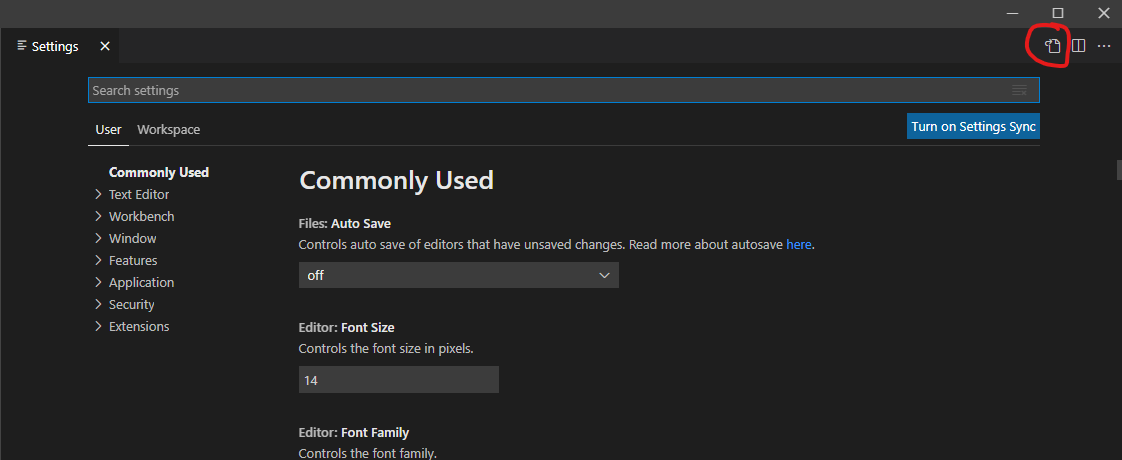 Settings
Search settings
User Workspace
Turn on Settings Sync
Commonly Used
Text Editor
Workbench
Window
Features
Application
Security
Extensions
Commonly Used
Files: Auto Save
Controls auto save of editors that have unsaved changes. Read more about autosave here.
off
Editor: Font Size
Controls the font size in pixels.
14
Editor: Font Family
Controls the font family.